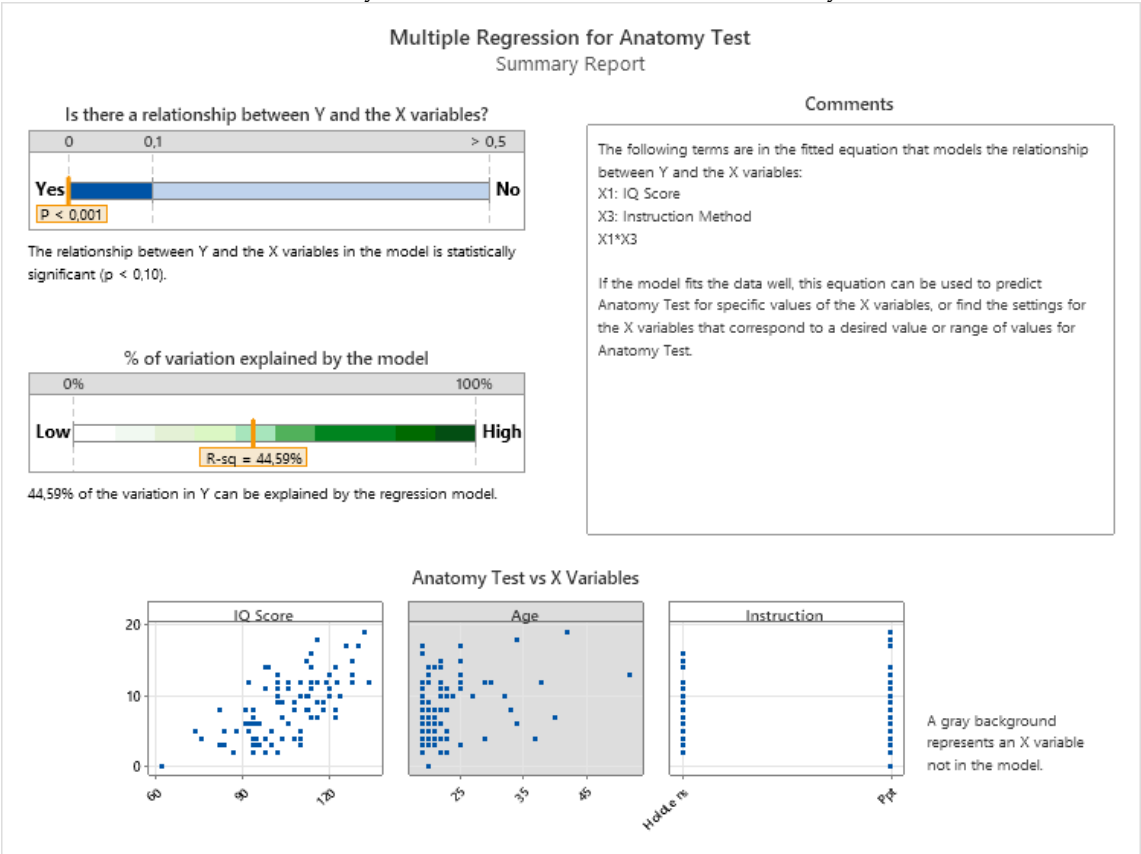 Multiple Regression for Anatomy Test
Summary Report
Is there a relationship between Y and the X variables?
0 0,1 > 0,5
Yes No
P < 0,001
The relationship between Y and the X variables in the model is statistically
significant (p < 0,10).
% of variation explained by the model
0% 100%
Low High
R-sq = 44,59%
44,59% of the variation in Y can be explained by the regression model.
Comments
The following terms are in the fitted equation that models the relationship
between Y and the X variables:
X1: IQ Score
X3: Instruction Method
X1*X3
If the model fits the data well, this equation can be used to predict
Anatomy Test for specific values of the X variables, or find the settings for
the X variables that correspond to a desired value or range of values for
Anatomy Test.
Anatomy Test vs X Variables
IQ Score Age Instruction
20
10
0
60 90 120 25 35 45 Ppt
A gray background
represents an X variable
not in the model.